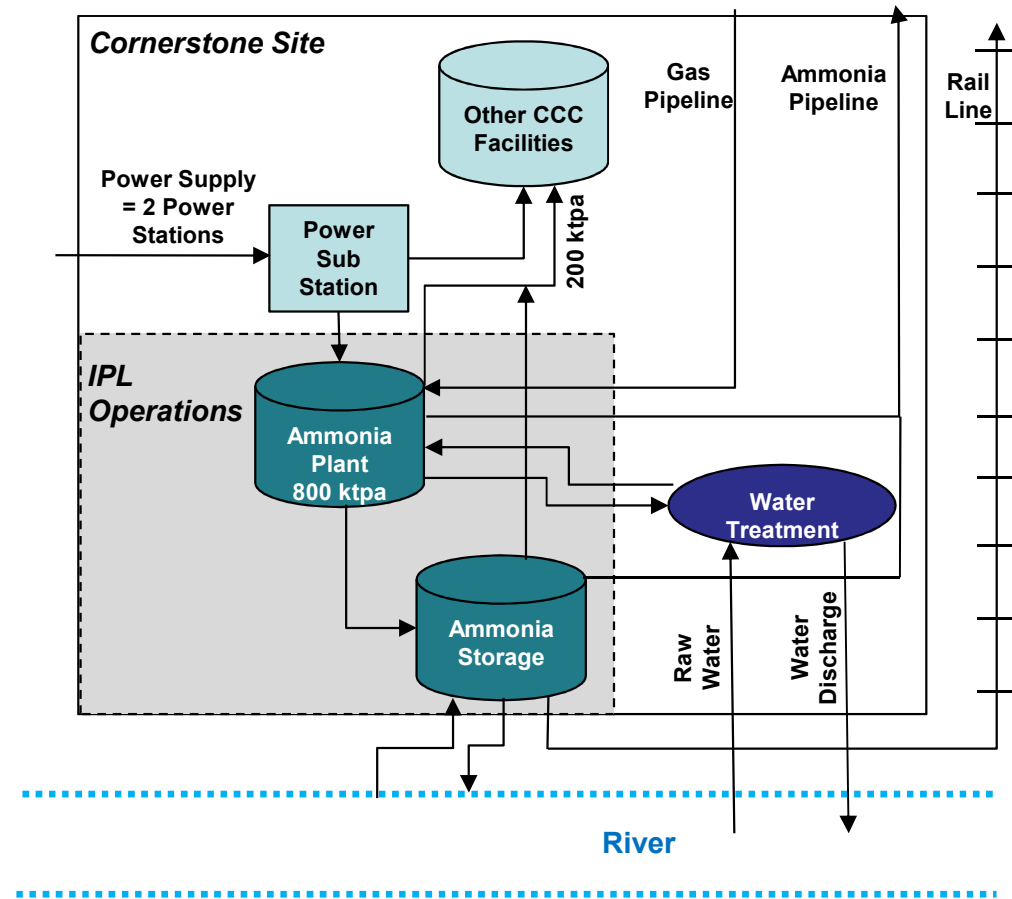 Cornerstone Site
Other CCC
Facilities
Gas
Pipeline
Ammonia
Pipeline
Rail
Line
Power Supply
= 2 Power
Stations
Power
Sub
Station
200 ktpa
IPL
Operations
Ammonia
Plant
800 ktpa
Water
Treatment
Ammonia
Storage
Raw
Water
Water
Discharge
River